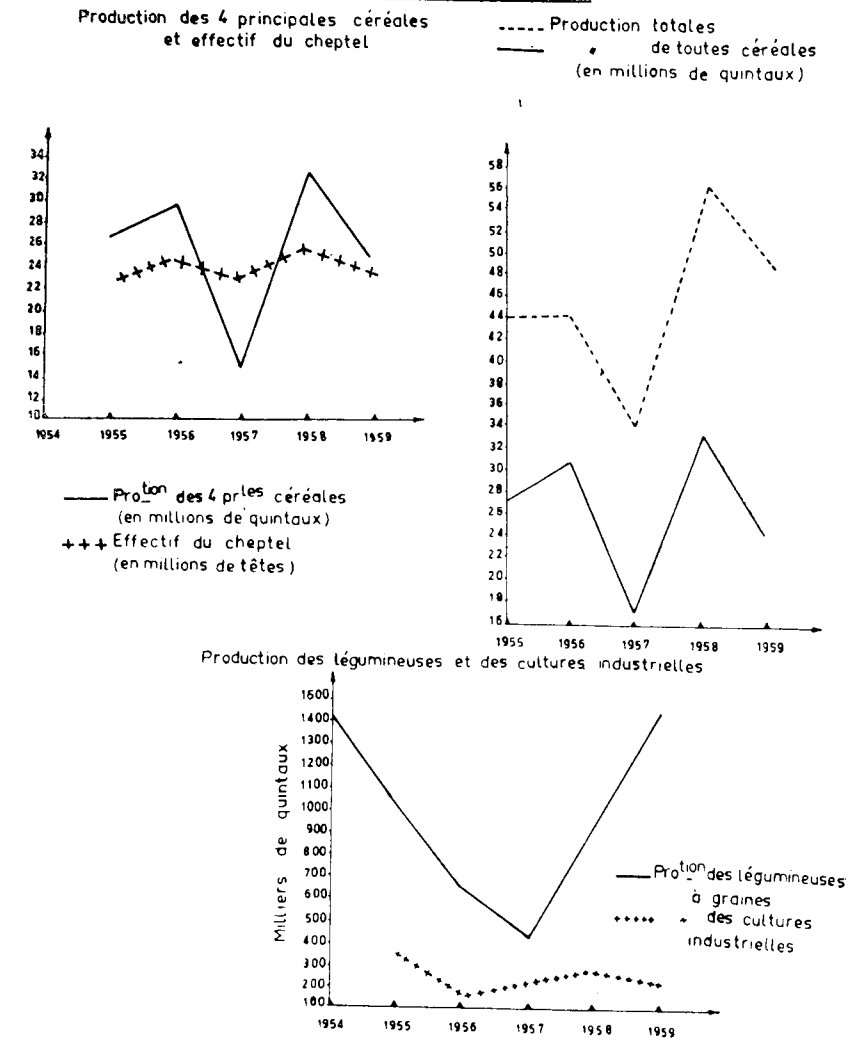 Production des 4 principales céréales
et effectif du cheptel
34
32
30
28
26
24
22
20
18
16
14
12
10
1954 1955 1956 1957 1958 1959
Protion des 4 prles céréales
(en millions de quintaux)
+++ Effectif du cheptel
(en millions de têtes)
Production totales
" de toutes céréales
(en millions de quintaux)
58
56
54
52
50
48
46
44
42
40
38
36
34
32
30
28
26
24
22
20
18
16
1955 1956 1957 1958 1959
Production des légumineuses et des cultures industrielles
Milliers de quintaux
1500
1400
1300
1200
1100
1000
900
800
700
600
500
400
300
200
100
1954 1955 1956 1957 1958 1959
Protion des légumineuses
à graines
" des cultures
industrielles